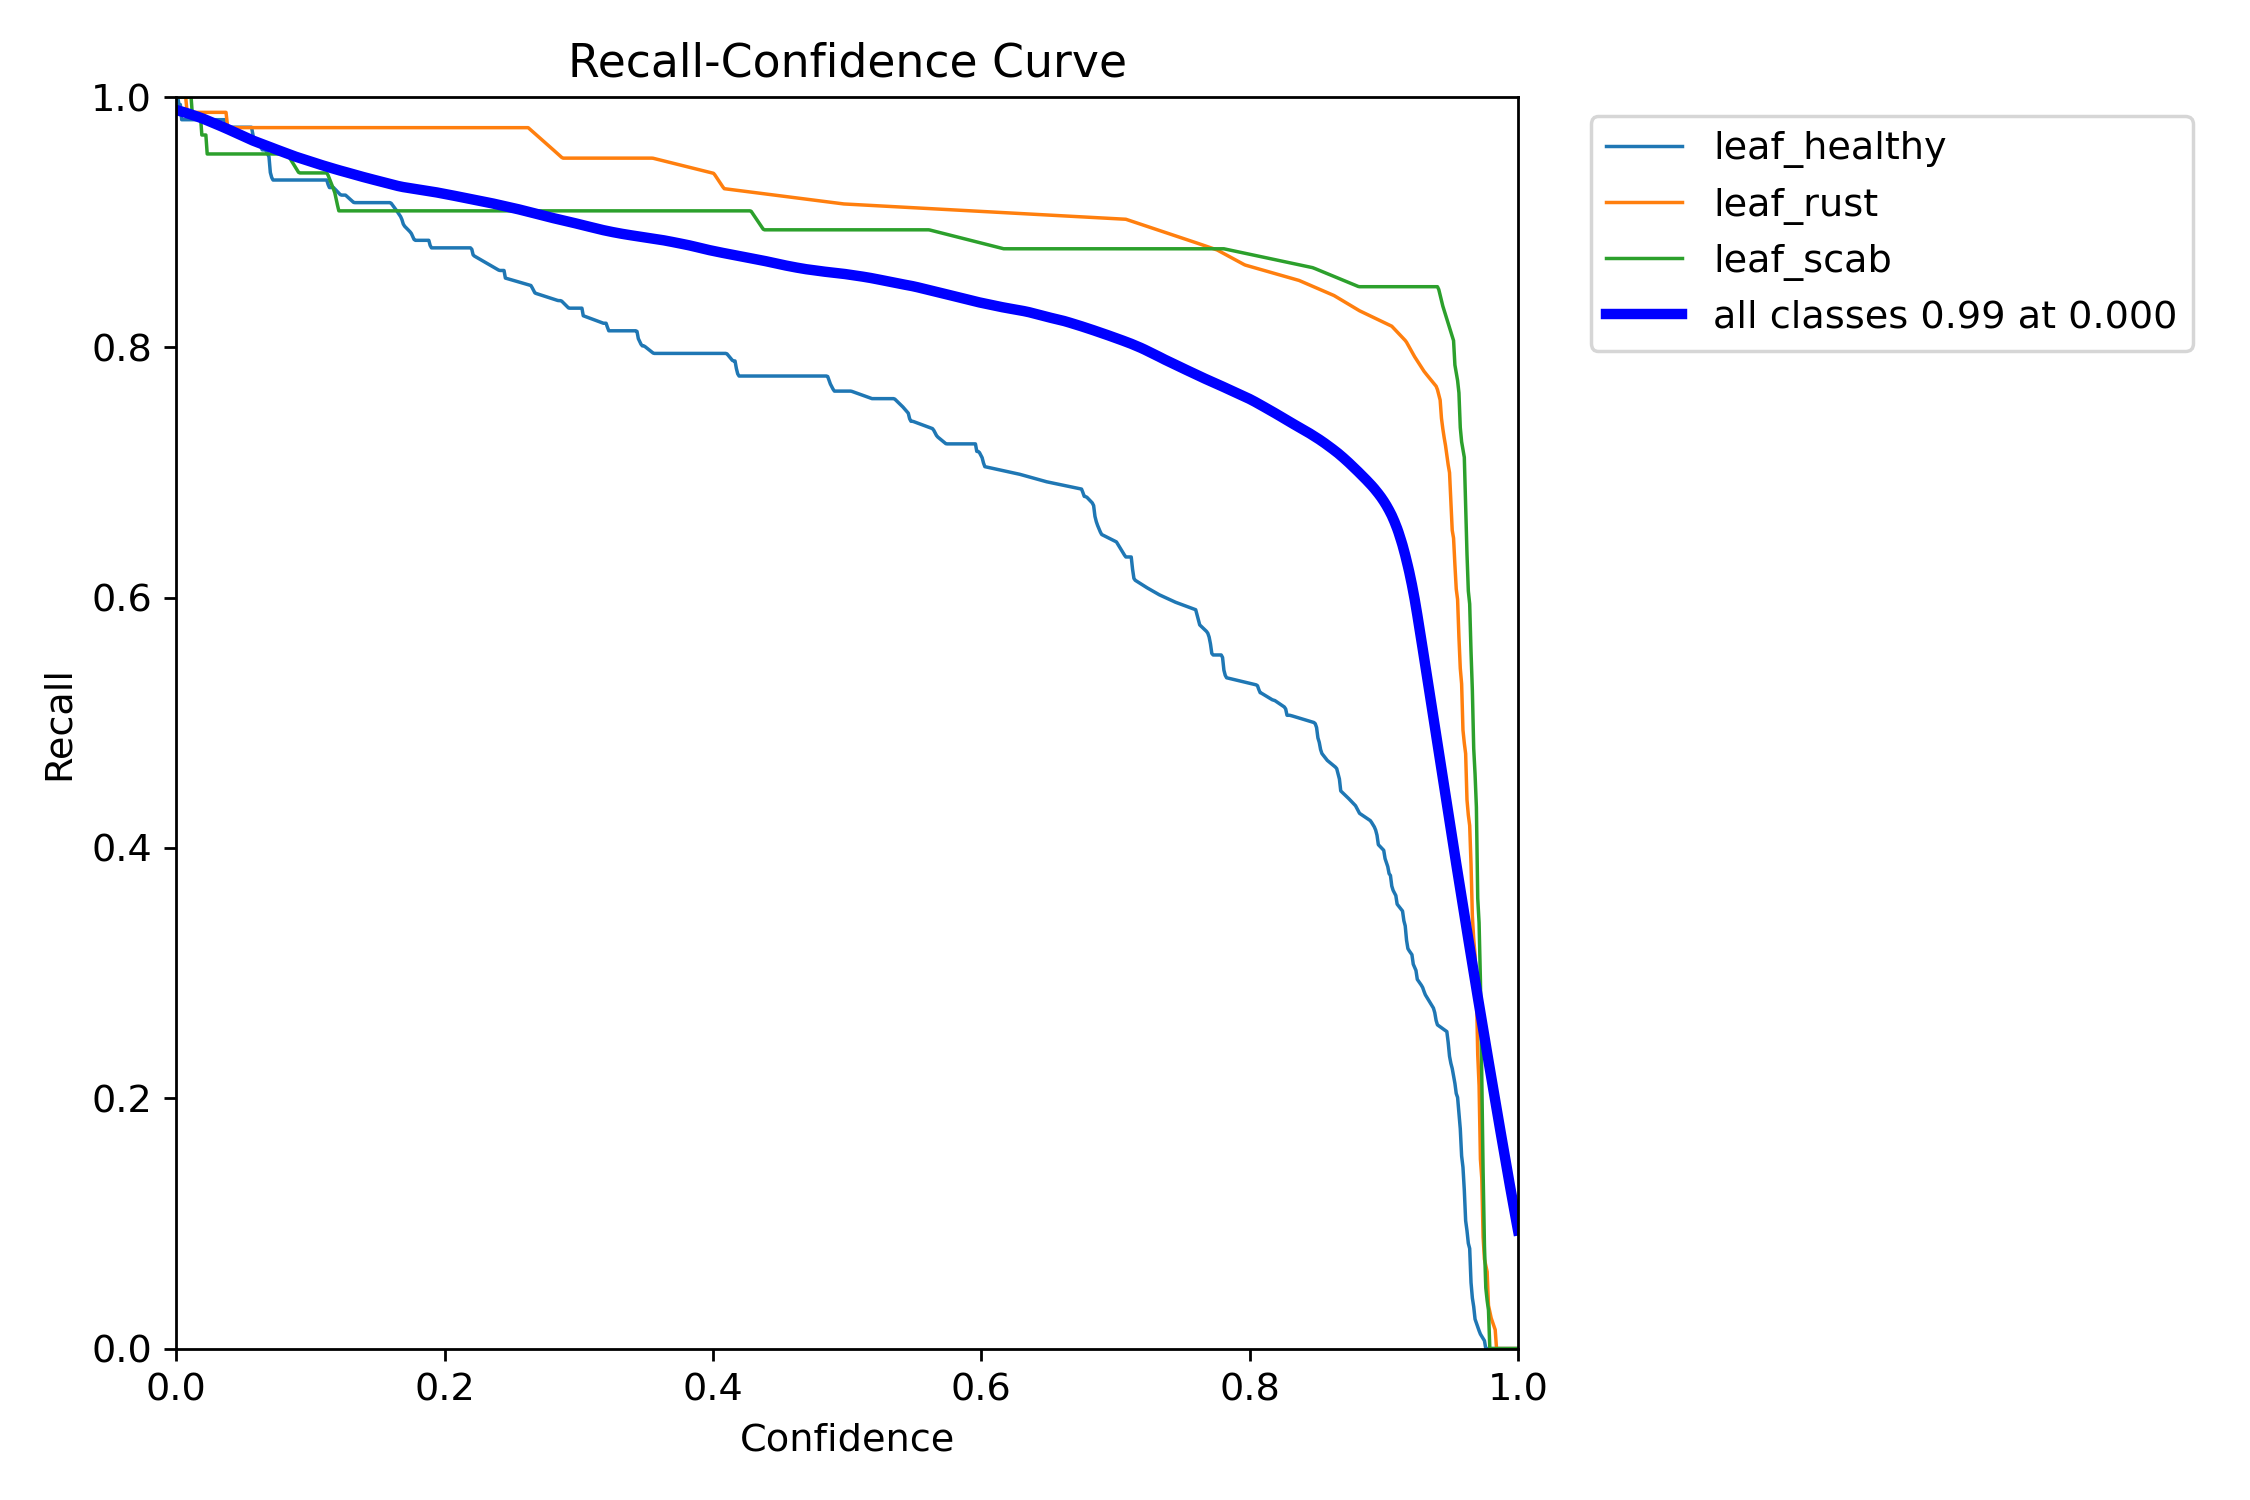 Recall-Confidence Curve
1.0
0.8
0.6
0.4
0.2
0.0
Recall
0.0 0.2 0.4 0.6 0.8 1.0
Confidence
leaf_healthy
leaf_rust
leaf_scab
all classes 0.99 at 0.000